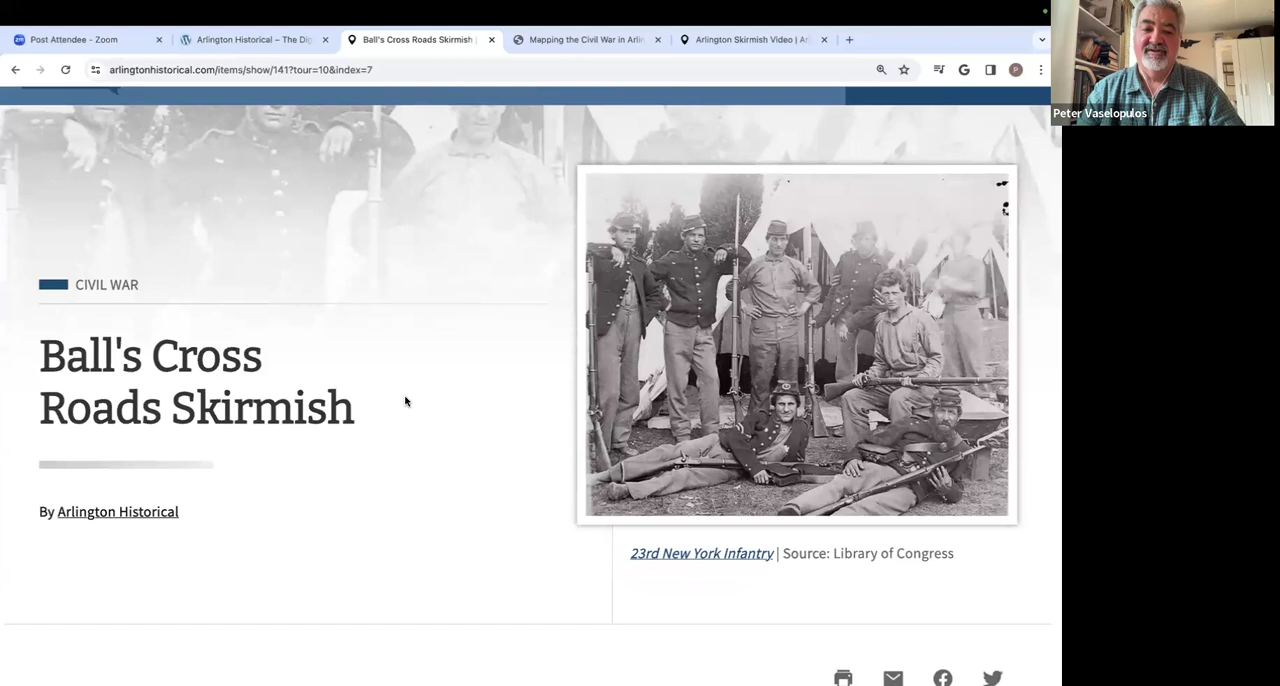 Post Attendee - Zoom
Arlington Historical – The Dig
Ball's Cross Roads Skirmish |
Mapping the Civil War in Arlin
Arlington Skirmish Video | Ar
arlingtonhistorical.com/items/show/141?tour=10&index=7
Peter Vaselopulos
CIVIL WAR
Ball's Cross
Roads Skirmish
By Arlington Historical
23rd New York Infantry | Source: Library of Congress